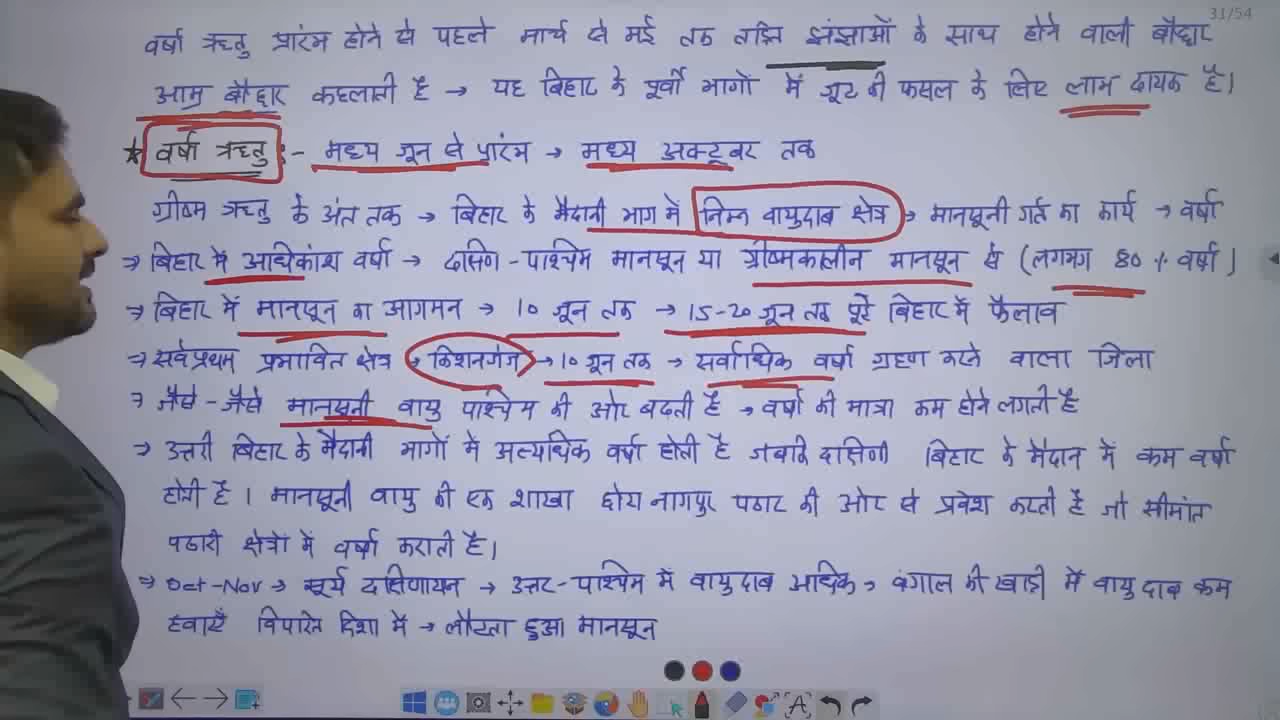 31/54
वर्षा ऋतु प्रारंभ होने से पहले मार्च से मई तक तड़ित झंझाओं के साथ होने वाली बौछार
आम्र बौछार कहलाती है → यह बिहार के पूर्वी भागों में जूट की फसल के लिए लाभ दायक है।
* वर्षा ऋतु :- मध्य जून से प्रारंभ → मध्य अक्टूबर तक
ग्रीष्म ऋतु के अंत तक → बिहार के मैदानी भाग में निम्न वायुदाब क्षेत्र → मानसूनी गर्त का कार्य → वर्षा
⇒ बिहार में अधिकांश वर्षा → दक्षिण-पश्चिम मानसून या ग्रीष्मकालीन मानसून से (लगभग 80 % वर्षा)
⇒ बिहार में मानसून का आगमन → 10 जून तक → 15-20 जून तक पूरे बिहार में फैलाव
⇒ सर्वप्रथम प्रभावित क्षेत्र → किशनगंज → 10 जून तक → सर्वाधिक वर्षा ग्रहण करने वाला जिला
⇒ जैसे-जैसे मानसूनी वायु पश्चिम की ओर बढ़ती है → वर्षा की मात्रा कम होने लगती है
⇒ उत्तरी बिहार के मैदानी भागों में अत्यधिक वर्षा होती है जबकि दक्षिणी बिहार के मैदान में कम वर्षा
होती है। मानसूनी वायु की एक शाखा छोटानागपुर पठार की ओर से प्रवेश करती है जो सीमांत
पठारी क्षेत्रों में वर्षा कराती है।
⇒ Oct-Nov → सूर्य दक्षिणायन → उत्तर-पश्चिम में वायुदाब अधिक, बंगाल की खाड़ी में वायुदाब कम
हवाएँ विपरित दिशा में → लौटता हुआ मानसून